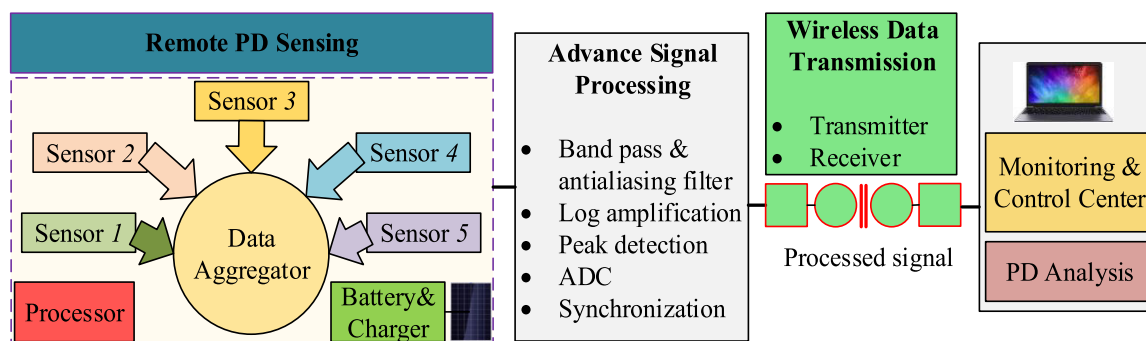 Remote PD Sensing
Sensor 3
Sensor 2
Sensor 4
Sensor 1
Sensor 5
Data
Aggregator
Processor
Battery&
Charger
Advance Signal
Processing
• Band pass &
antialiasing filter
• Log amplification
• Peak detection
• ADC
• Synchronization
Wireless Data
Transmission
• Transmitter
• Receiver
Processed signal
Monitoring &
Control Center
PD Analysis